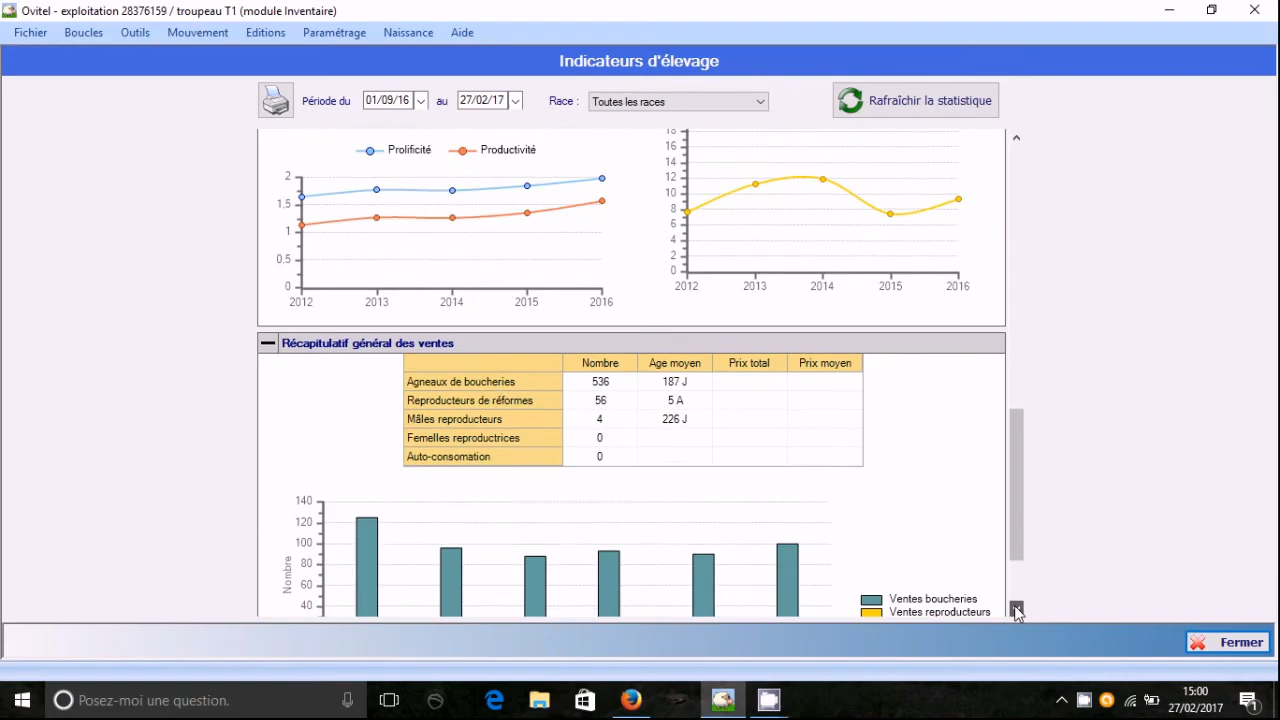 Ovitel - exploitation 28376159 / troupeau T1 (module Inventaire)
Fichier Boucles Outils Mouvement Editions Paramétrage Naissance Aide
Indicateurs d'élevage
Période du 01/09/16 au 27/02/17 Race : Toutes les races Rafraîchir la statistique
Prolificité Productivité
2
1.5
1
0.5
0
2012 2013 2014 2015 2016
18
16
14
12
10
8
6
4
2
0
2012 2013 2014 2015 2016
Récapitulatif général des ventes
Nombre Age moyen Prix total Prix moyen
Agneaux de boucheries 536 187 J
Reproducteurs de réformes 56 5 A
Mâles reproducteurs 4 226 J
Femelles reproductrices 0
Auto-consomation 0
Nombre
140
120
100
80
60
40
Ventes boucheries
Ventes reproducteurs
Fermer
Posez-moi une question.
15:00
27/02/2017
1